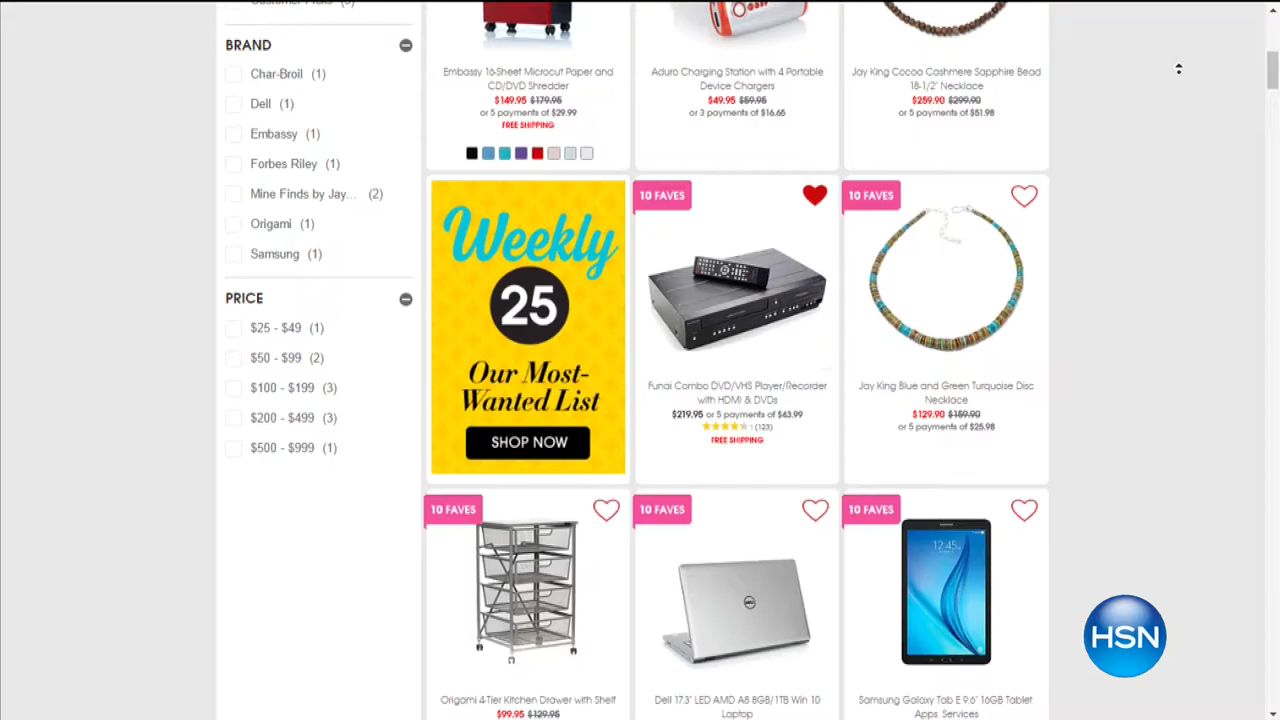 BRAND
Char-Broil (1)
Dell (1)
Embassy (1)
Forbes Riley (1)
Mine Finds by Jay... (2)
Origami (1)
Samsung (1)
PRICE
$25 - $49 (1)
$50 - $99 (2)
$100 - $199 (3)
$200 - $499 (3)
$500 - $999 (1)
Embassy 16-Sheet Microcut Paper and
CD/DVD Shredder
$149.95 $179.95
or 5 payments of $29.99
FREE SHIPPING
Aduro Charging Station with 4 Portable
Device Chargers
$49.95 $59.95
or 3 payments of $16.65
Jay King Cocoa Cashmere Sapphire Bead
18-1/2" Necklace
$259.90 $299.90
or 5 payments of $51.98
Weekly
25
Our Most-
Wanted List
SHOP NOW
10 FAVES
Funai Combo DVD/VHS Player/Recorder
with HDMI & DVDs
$219.95 or 5 payments of $43.99
(123)
FREE SHIPPING
10 FAVES
Jay King Blue and Green Turquoise Disc
Necklace
$129.90 $159.90
or 5 payments of $25.98
10 FAVES
Origami 4-Tier Kitchen Drawer with Shelf
$99.95 $129.95
10 FAVES
DELL
Dell 17.3" LED AMD A8 8GB/1TB Win 10
Laptop
10 FAVES
12:45
Samsung Galaxy Tab E 9.6" 16GB Tablet
Apps, Services
HSN